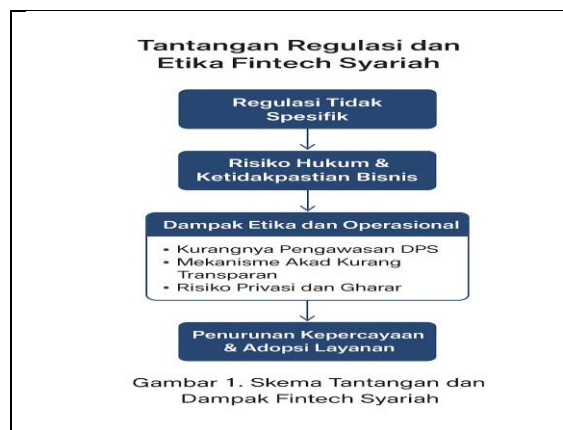 Tantangan Regulasi dan
Etika Fintech Syariah
Regulasi Tidak
Spesifik
Risiko Hukum &
Ketidakpastian Bisnis
Dampak Etika dan Operasional
• Kurangnya Pengawasan DPS
• Mekanisme Akad Kurang
Transparan
• Risiko Privasi dan Gharar
Penurunan Kepercayaan
& Adopsi Layanan
Gambar 1. Skema Tantangan dan
Dampak Fintech Syariah